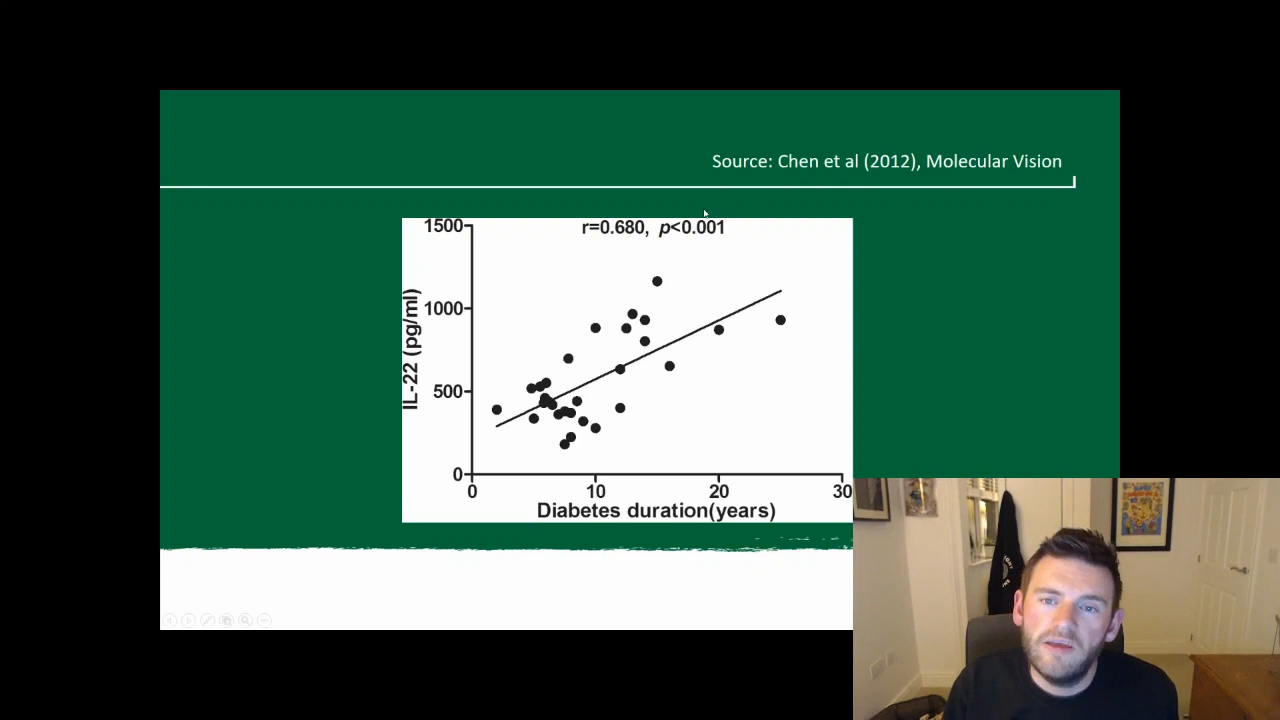 Source: Chen et al (2012), Molecular Vision
r=0.680, p<0.001
1500
1000
500
0
IL-22 (pg/ml)
0 10 20 30
Diabetes duration(years)